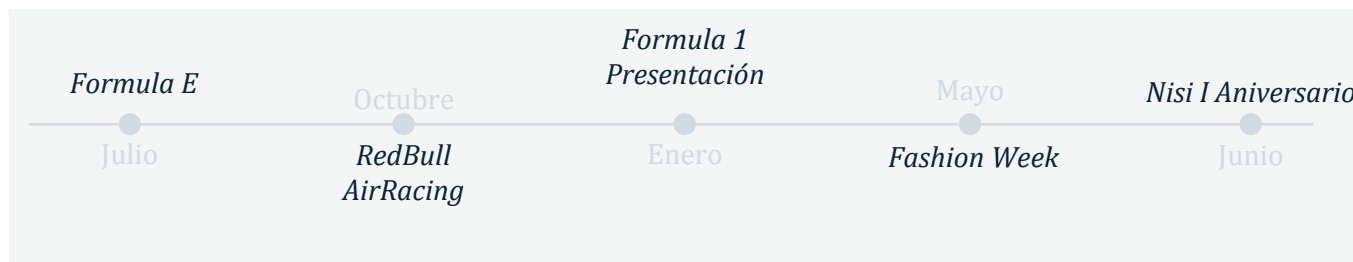 Formula E
Julio
Octubre
RedBull
AirRacing
Formula 1
Presentación
Enero
Mayo
Fashion Week
Nisi I Aniversario
Junio